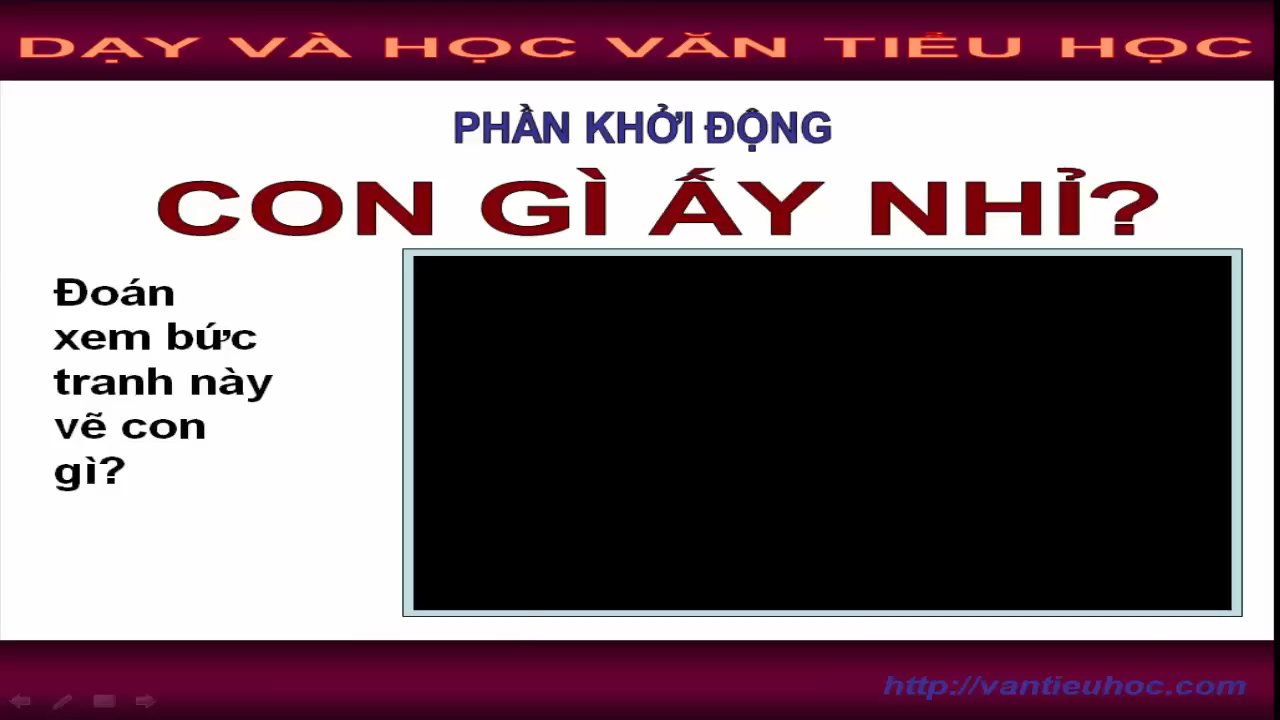 DẠY VÀ HỌC VĂN TIỂU HỌC
PHẦN KHỞI ĐỘNG
CON GÌ ẤY NHỈ?
Đoán
xem bức
tranh này
vẽ con
gì?
http://vantieuhoc.com